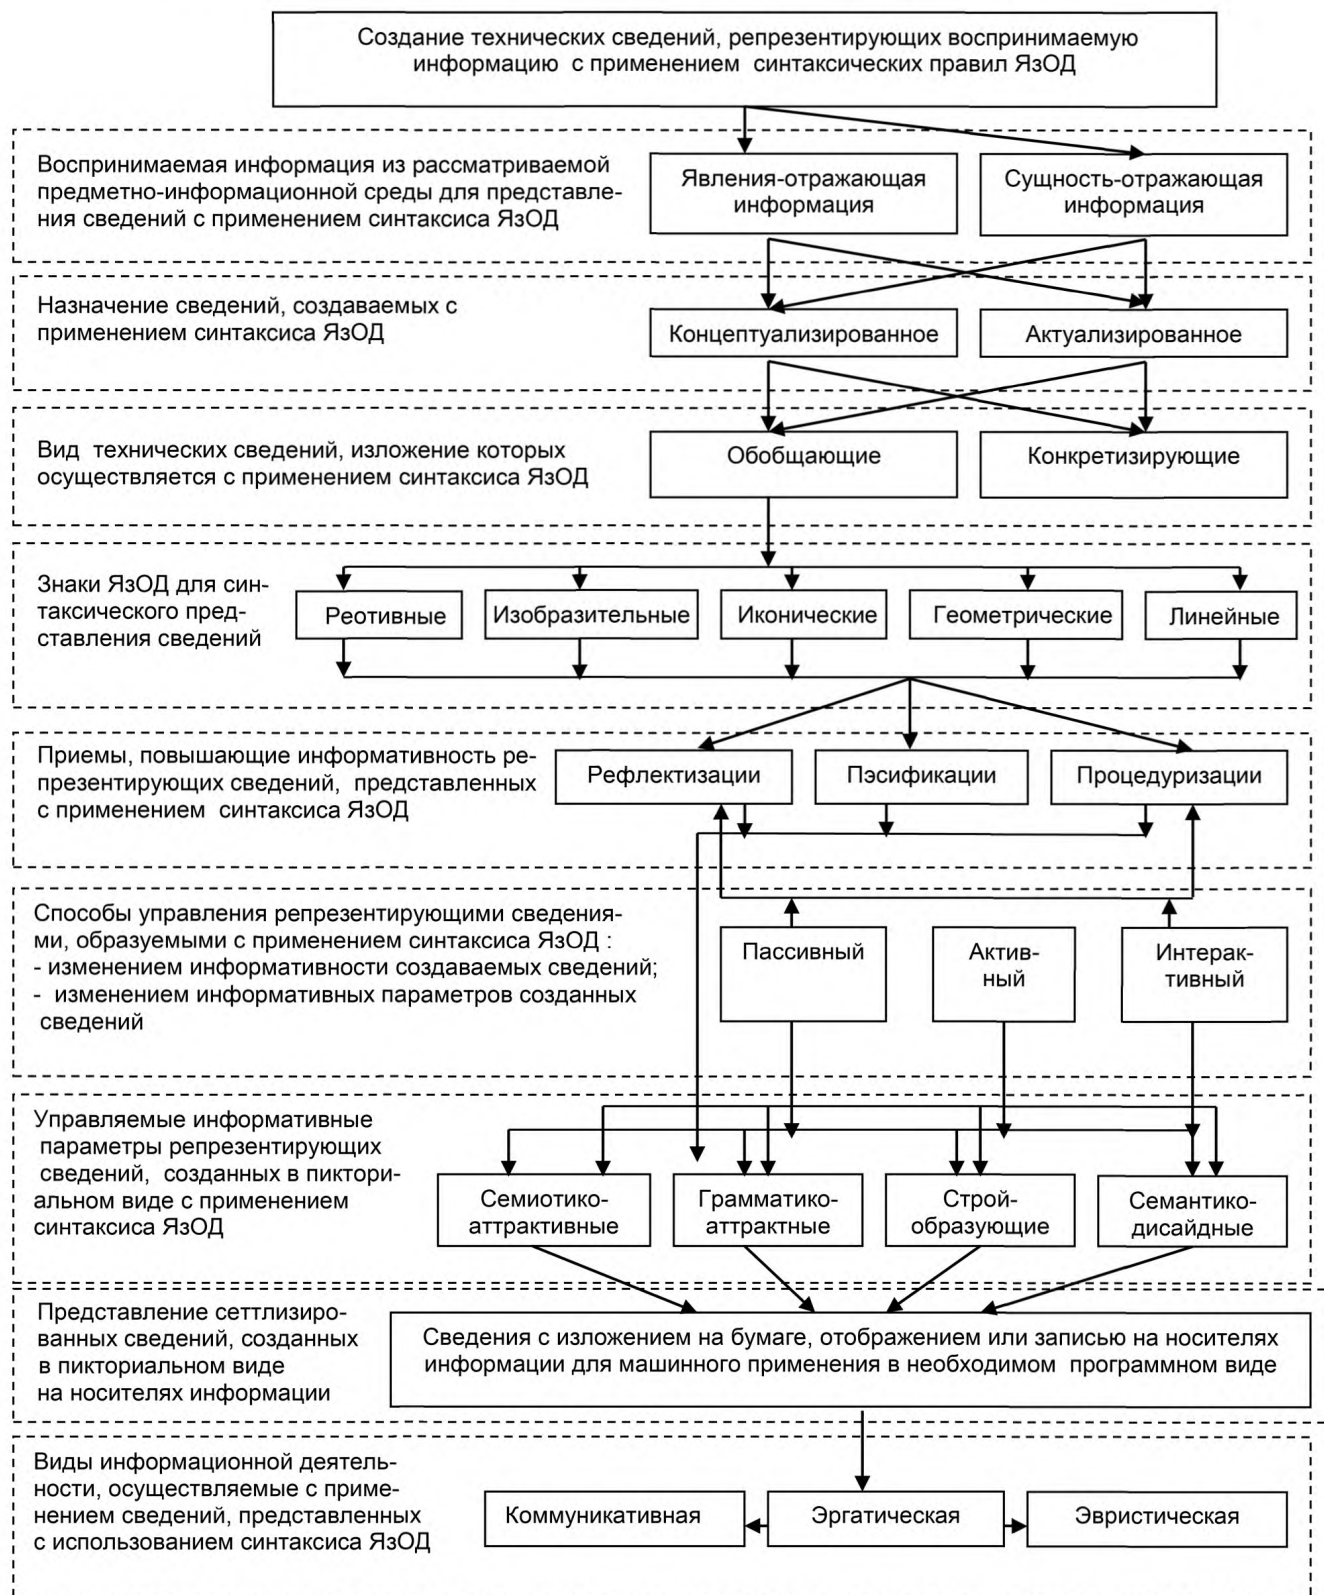 Создание технических сведений, репрезентирующих воспринимаемую
информацию с применением синтаксических правил ЯзОД
Воспринимаемая информация из рассматриваемой
предметно-информационной среды для представле-
ния сведений с применением синтаксиса ЯзОД
Явления-отражающая
информация
Сущность-отражающая
информация
Назначение сведений, создаваемых с
применением синтаксиса ЯзОД
Концептуализированное
Актуализированное
Вид технических сведений, изложение которых
осуществляется с применением синтаксиса ЯзОД
Обобщающие
Конкретизирующие
Знаки ЯзОД для син-
таксического пред-
ставления сведений
Реотивные
Изобразительные
Иконические
Геометрические
Линейные
Приемы, повышающие информативность ре-
презентирующих сведений, представленных
с применением синтаксиса ЯзОД
Рефлектизации
Пэсификации
Процедуризации
Способы управления репрезентирующими сведения-
ми, образуемыми с применением синтаксиса ЯзОД :
- изменением информативности создаваемых сведений;
- изменением информативных параметров созданных
сведений
Пассивный
Актив-
ный
Интерак-
тивный
Управляемые информативные
параметры репрезентирующих
сведений, созданных в пиктори-
альном виде с применением
синтаксиса ЯзОД
Семиотико-
аттрактивные
Грамматико-
аттрактные
Строй-
образующие
Семантико-
дисайдные
Представление сеттлизиро-
ванных сведений, созданных
в пикториальном виде
на носителях информации
Сведения с изложением на бумаге, отображением или записью на носителях
информации для машинного применения в необходимом программном виде
Виды информационной деятель-
ности, осуществляемые с приме-
нением сведений, представленных
с использованием синтаксиса ЯзОД
Коммуникативная
Эргатическая
Эвристическая